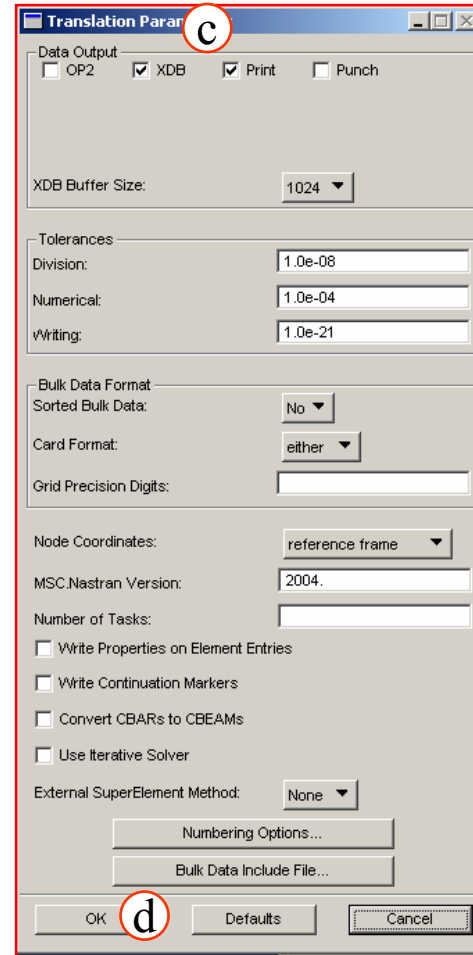 Translation Para
c
Data Output
OP2 XDB Print Punch
XDB Buffer Size: 1024
Tolerances
Division: 1.0e-08
Numerical: 1.0e-04
Writing: 1.0e-21
Bulk Data Format
Sorted Bulk Data: No
Card Format: either
Grid Precision Digits:
Node Coordinates: reference frame
MSC.Nastran Version: 2004.
Number of Tasks:
Write Properties on Element Entries
Write Continuation Markers
Convert CBARs to CBEAMs
Use Iterative Solver
External SuperElement Method: None
Numbering Options...
Bulk Data Include File...
OK d Defaults Cancel